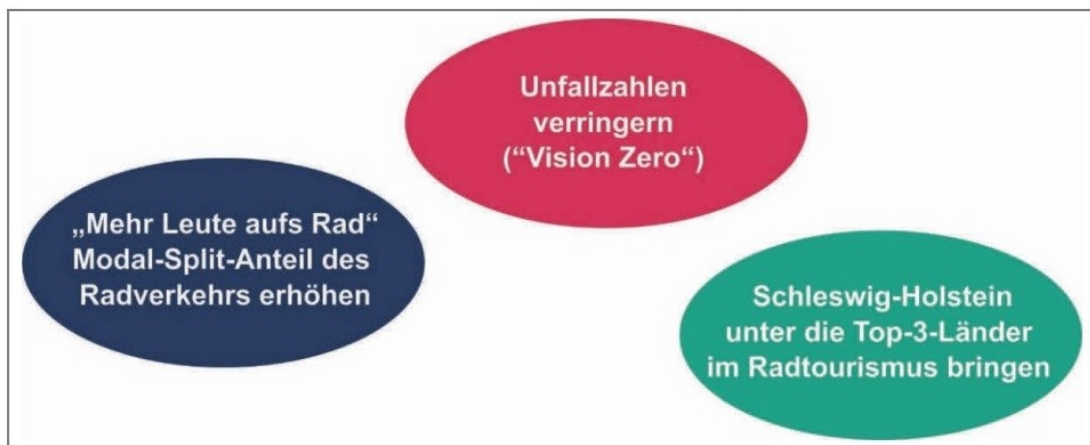 Unfallzahlen
verringern
(“Vision Zero“)
„Mehr Leute aufs Rad“
Modal-Split-Anteil des
Radverkehrs erhöhen
Schleswig-Holstein
unter die Top-3-Länder
im Radtourismus bringen